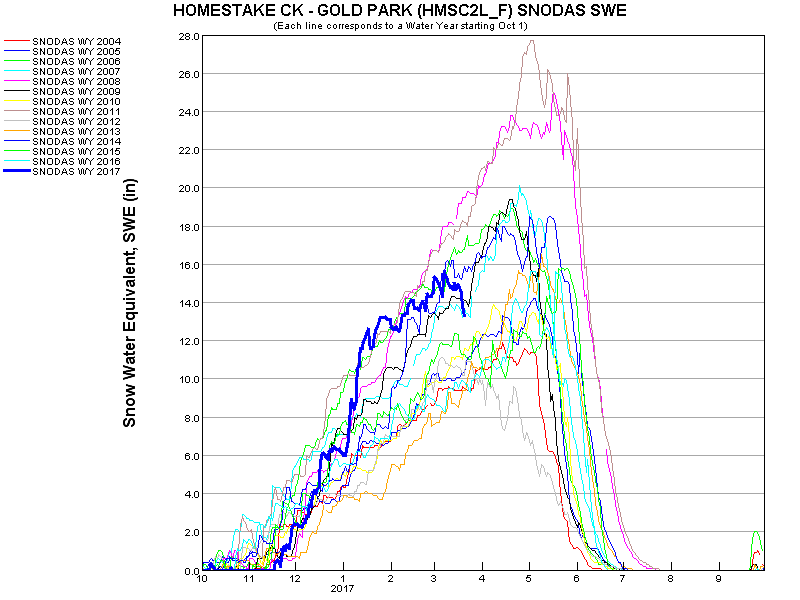 HOMESTAKE CK - GOLD PARK (HMSC2L_F) SNODAS SWE
(Each line corresponds to a Water Year starting Oct 1)
SNODAS WY 2004
SNODAS WY 2005
SNODAS WY 2006
SNODAS WY 2007
SNODAS WY 2008
SNODAS WY 2009
SNODAS WY 2010
SNODAS WY 2011
SNODAS WY 2012
SNODAS WY 2013
SNODAS WY 2014
SNODAS WY 2015
SNODAS WY 2016
SNODAS WY 2017
Snow Water Equivalent, SWE (in)
28.0
26.0
24.0
22.0
20.0
18.0
16.0
14.0
12.0
10.0
8.0
6.0
4.0
2.0
0.0
10 11 12 1 2 3 4 5 6 7 8 9
2017